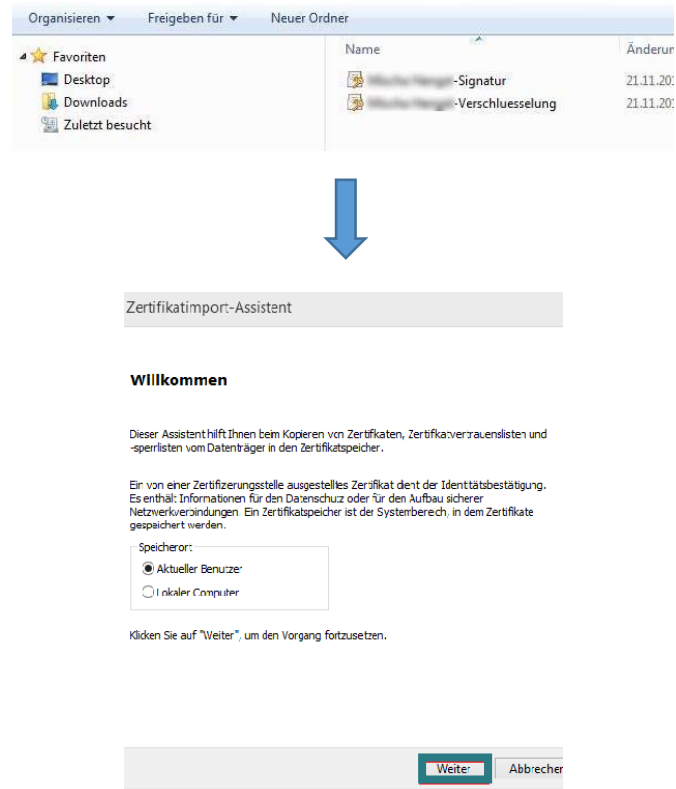 Organisieren Freigeben für Neuer Ordner
Favoriten
Desktop
Downloads
Zuletzt besucht
Name Änderun
-Signatur 21.11.201
-Verschluesselung 21.11.201
Zertifikatimport-Assistent
Willkommen
Dieser Assistent hilft Ihnen beim Kopieren von Zertifikaten, Zertifikatvertrauenslisten und
-sperrlisten vom Datenträger in den Zertifikatspeicher.
Ein von einer Zertifizierungsstelle ausgestelltes Zertifikat dient der Identitätsbestätigung.
Es enthält Informationen für den Datenschutz oder für den Aufbau sicherer
Netzwerkverbindungen. Ein Zertifikatspeicher ist der Systembereich, in dem Zertifikate
gespeichert werden.
Speicherort
Aktueller Benutzer
Lokaler Computer
Klicken Sie auf "Weiter", um den Vorgang fortzusetzen.
Weiter Abbrechen